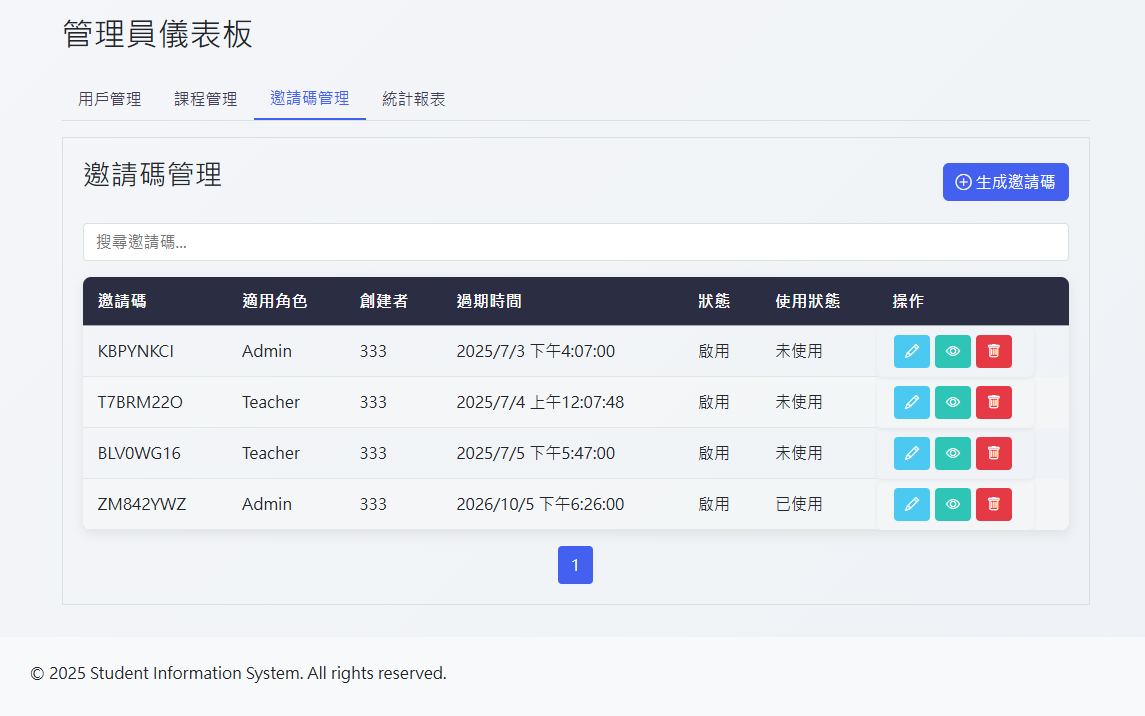 管理員儀表板
用戶管理 課程管理 邀請碼管理 統計報表
邀請碼管理
生成邀請碼
搜尋邀請碼...
邀請碼 適用角色 創建者 過期時間 狀態 使用狀態 操作
KBPYNKCI Admin 333 2025/7/3 下午4:07:00 啟用 未使用
T7BRM22O Teacher 333 2025/7/4 上午12:07:48 啟用 未使用
BLV0WG16 Teacher 333 2025/7/5 下午5:47:00 啟用 未使用
ZM842YWZ Admin 333 2026/10/5 下午6:26:00 啟用 已使用
1
© 2025 Student Information System. All rights reserved.